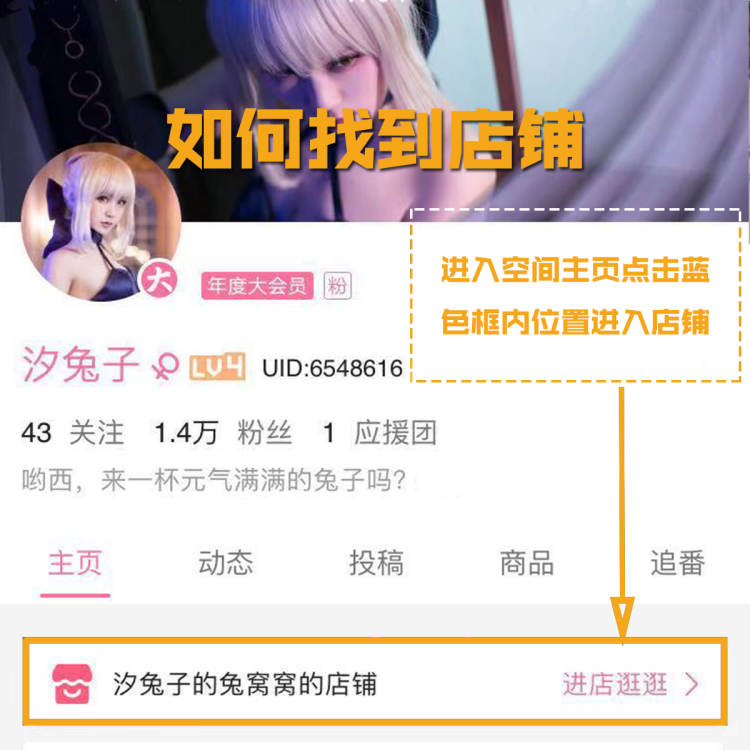 如何找到店铺
进入空间主页点击蓝
色框内位置进入店铺
大
年度大会员 粉
汐兔子 LV4 UID:6548616
43 关注 1.4万 粉丝 1 应援团
哟西，来一杯元气满满的兔子吗？
主页 动态 投稿 商品 追番
汐兔子的兔窝窝的店铺 进店逛逛